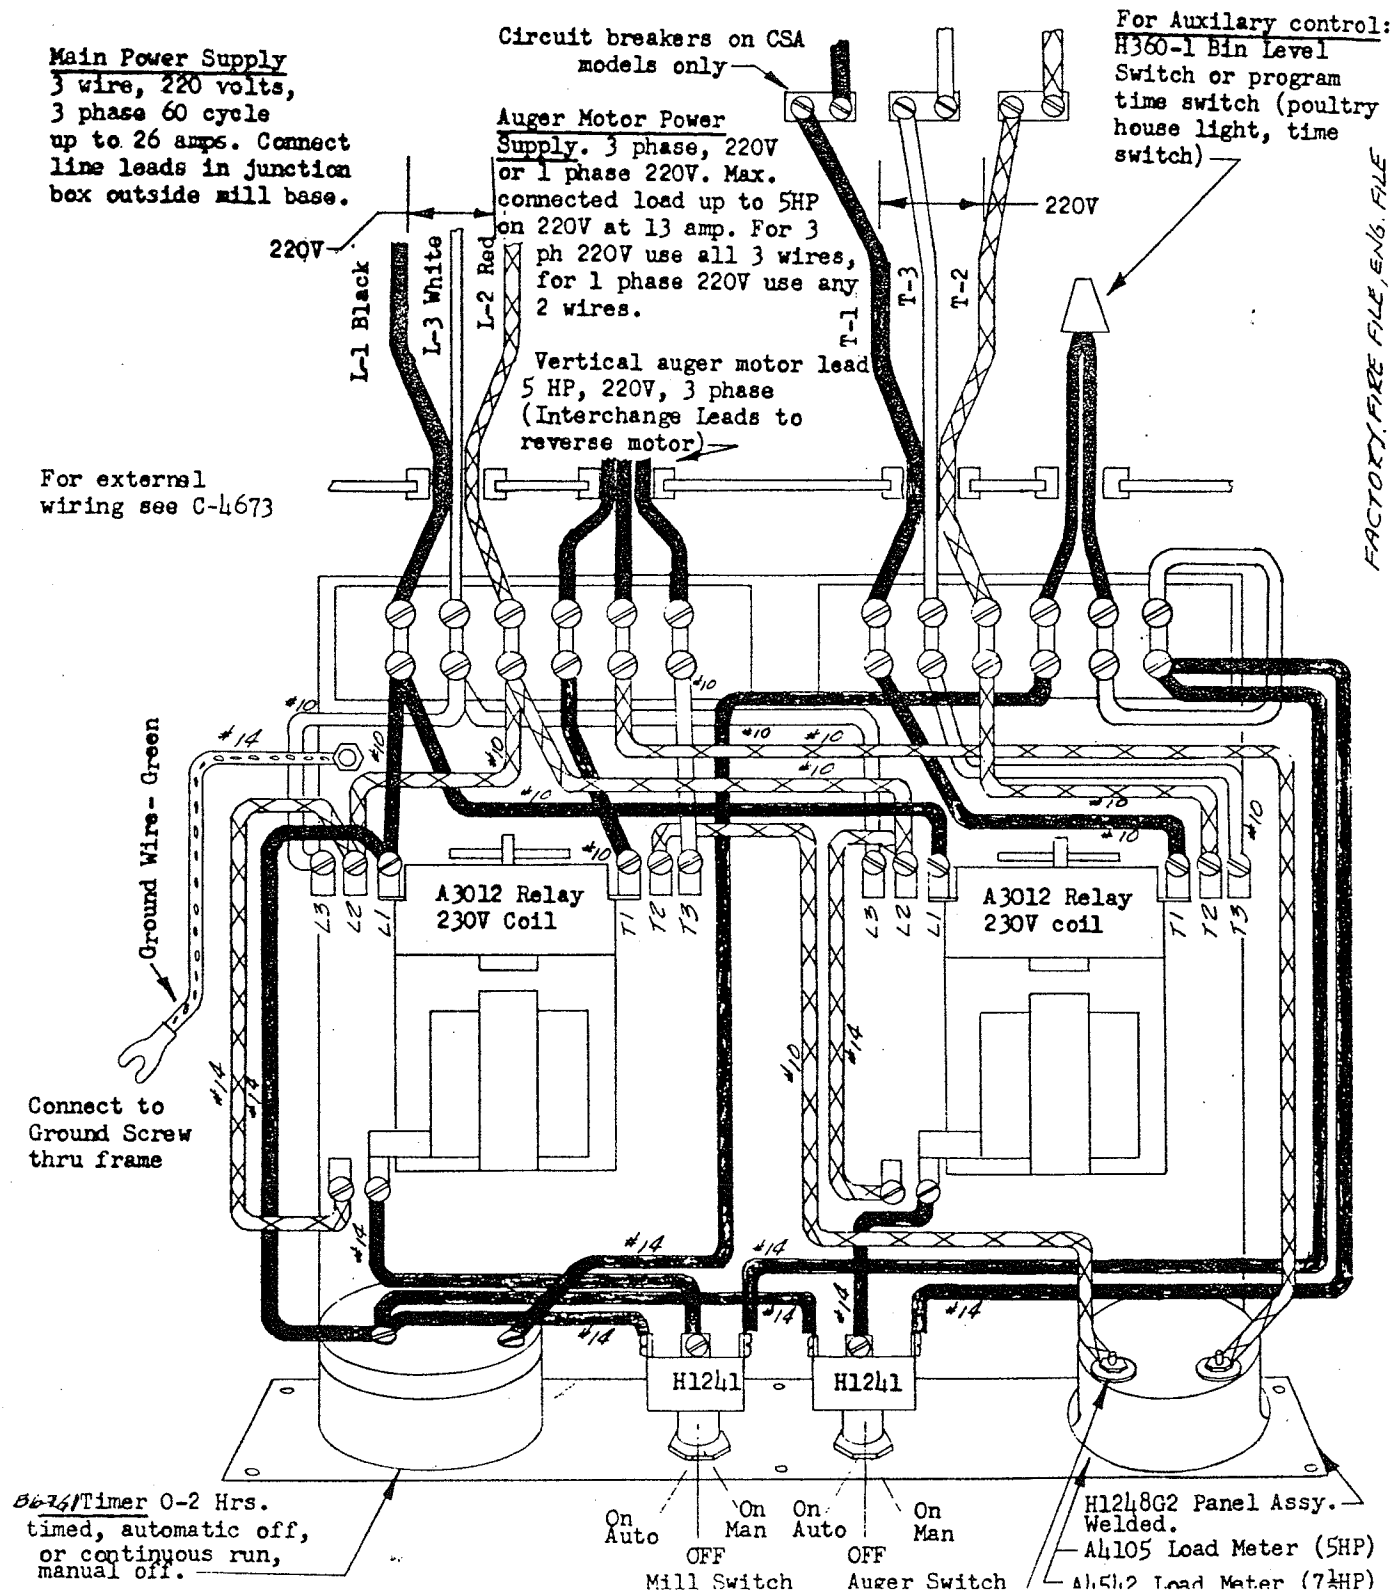 Main Power Supply
3 wire, 220 volts,
3 phase 60 cycle
up to 26 amps. Connect
line leads in junction
box outside mill base.
220V
Circuit breakers on CSA
models only
Auger Motor Power
Supply. 3 phase, 220V
or 1 phase 220V. Max.
connected load up to 5HP
on 220V at 13 amp. For 3
ph 220V use all 3 wires,
for 1 phase 220V use any
2 wires.
Vertical auger motor lead
5 HP, 220V, 3 phase
(Interchange Leads to
reverse motor)
For Auxilary control:
H360-1 Bin Level
Switch or program
time switch (poultry
house light, time
switch)
220V
FACTORY, FIRE FILE, ENG. FILE
L-1 Black
L-3 White
L-2 Red
T-1
T-3
T-2
For external
wiring see C-4673
#10
#10
#14
#10
#10
#10
#10
#10
#10
#10
#10
#10
#10
#10
Ground Wire- Green
L3
L2
L1
A3012 Relay
230V Coil
T1
T2
T3
L3
L2
L1
A3012 Relay
230V coil
T1
T2
T3
#14
#14
#10
#14
Connect to
Ground Screw
thru frame
#14
#14
#14
#14
#14
#14
#14
H1241
H1241
Timer 0-2 Hrs.
timed, automatic off,
or continuous run,
manual off.
On
Auto
On
Man
OFF
Mill Switch
On
Auto
On
Man
OFF
Auger Switch
H1248G2 Panel Assy.
Welded.
A4105 Load Meter (5HP)
A4542 Load Meter (7½HP)